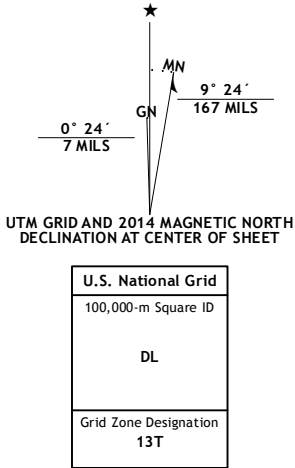 ★
MN
GN
9° 24´
167 MILS
0° 24´
7 MILS
UTM GRID AND 2014 MAGNETIC NORTH
DECLINATION AT CENTER OF SHEET
U.S. National Grid
100,000-m Square ID
DL
Grid Zone Designation
13T